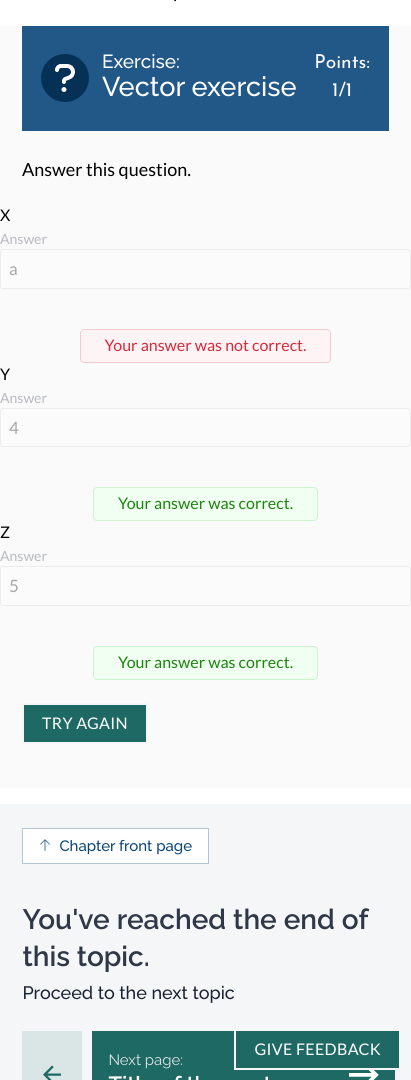 Exercise:
Vector exercise
Points:
1/1
Answer this question.
X
Answer
a
Your answer was not correct.
Y
Answer
4
Your answer was correct.
Z
Answer
5
Your answer was correct.
TRY AGAIN
Chapter front page
You've reached the end of
this topic.
Proceed to the next topic
GIVE FEEDBACK
Next page: